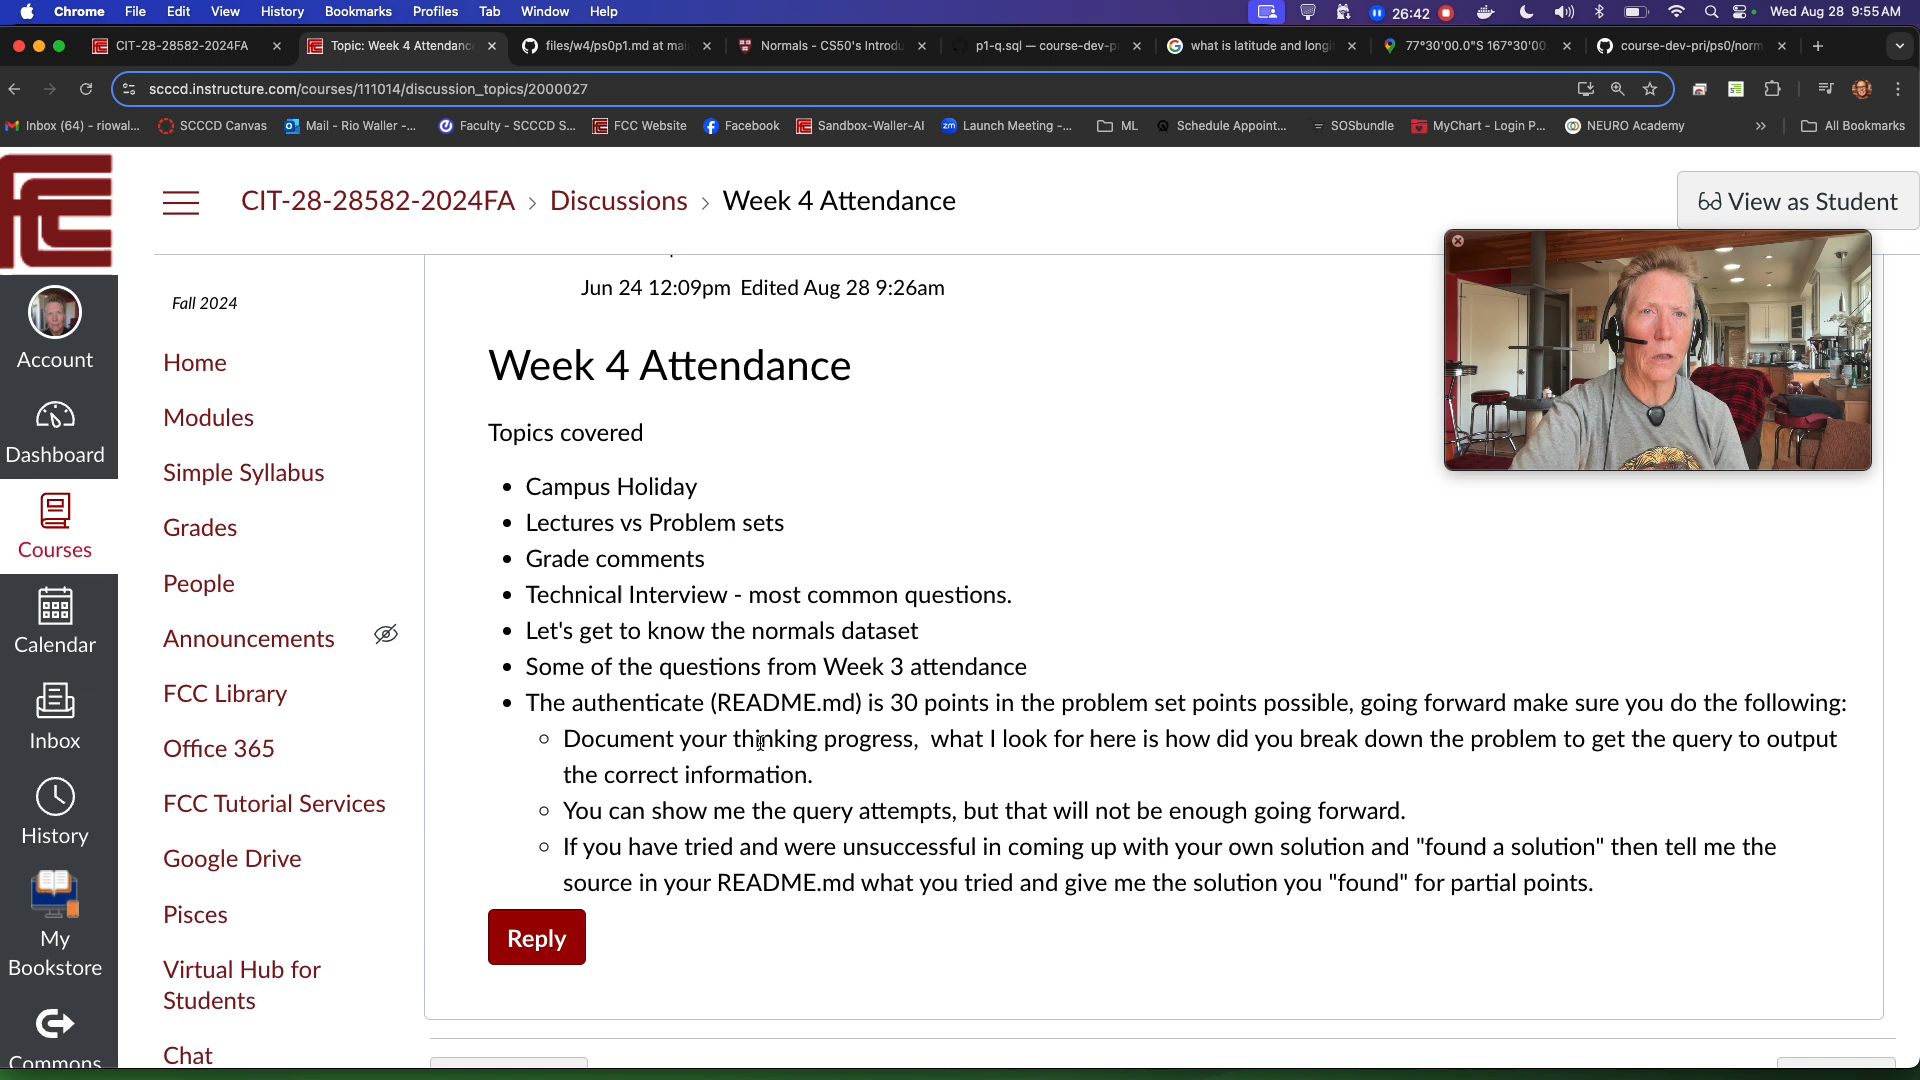 Chrome File Edit View History Bookmarks Profiles Tab Window Help
26:42
Wed Aug 28 9:55AM
CIT-28-28582-2024FA
Topic: Week 4 Attendanc
files/w4/ps0p1.md at mai
Normals - CS50's Introdu
p1-q.sql — course-dev-p
what is latitude and longi
77°30'00.0"S 167°30'00
course-dev-pri/ps0/norm
scccd.instructure.com/courses/111014/discussion_topics/2000027
Inbox (64) - riowal...
SCCCD Canvas
Mail - Rio Waller -...
Faculty - SCCCD S...
FCC Website
Facebook
Sandbox-Waller-AI
Launch Meeting -...
ML
Schedule Appoint...
SOSbundle
MyChart - Login P...
NEURO Academy
All Bookmarks
CIT-28-28582-2024FA › Discussions › Week 4 Attendance
View as Student
Account
Dashboard
Courses
Calendar
Inbox
History
My
Bookstore
Commons
Fall 2024
Home
Modules
Simple Syllabus
Grades
People
Announcements
FCC Library
Office 365
FCC Tutorial Services
Google Drive
Pisces
Virtual Hub for
Students
Chat
Jun 24 12:09pm Edited Aug 28 9:26am
Week 4 Attendance
Topics covered
• Campus Holiday
• Lectures vs Problem sets
• Grade comments
• Technical Interview - most common questions.
• Let's get to know the normals dataset
• Some of the questions from Week 3 attendance
• The authenticate (README.md) is 30 points in the problem set points possible, going forward make sure you do the following:
◦ Document your thinking progress, what I look for here is how did you break down the problem to get the query to output
the correct information.
◦ You can show me the query attempts, but that will not be enough going forward.
◦ If you have tried and were unsuccessful in coming up with your own solution and "found a solution" then tell me the
source in your README.md what you tried and give me the solution you "found" for partial points.
Reply